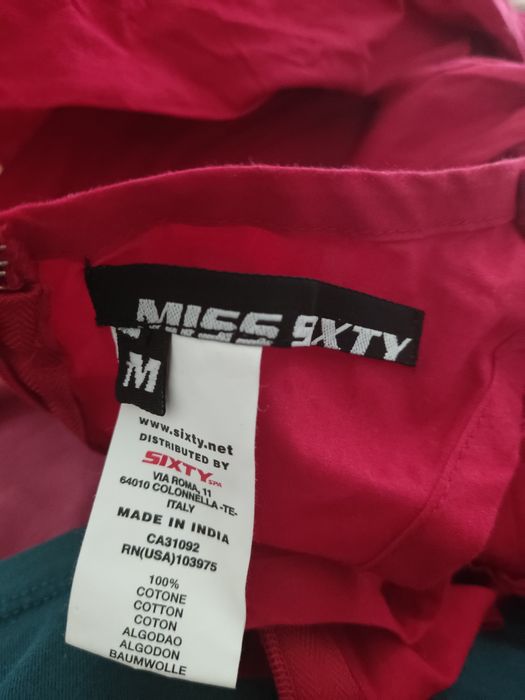 MISS SIXTY
M
www.sixty.net
DISTRIBUTED BY
SIXTY SPA
VIA ROMA, 11
64010 COLONNELLA -TE-
ITALY
MADE IN INDIA
CA31092
RN(USA)103975
100%
COTONE
COTTON
COTON
ALGODAO
ALGODON
BAUMWOLLE